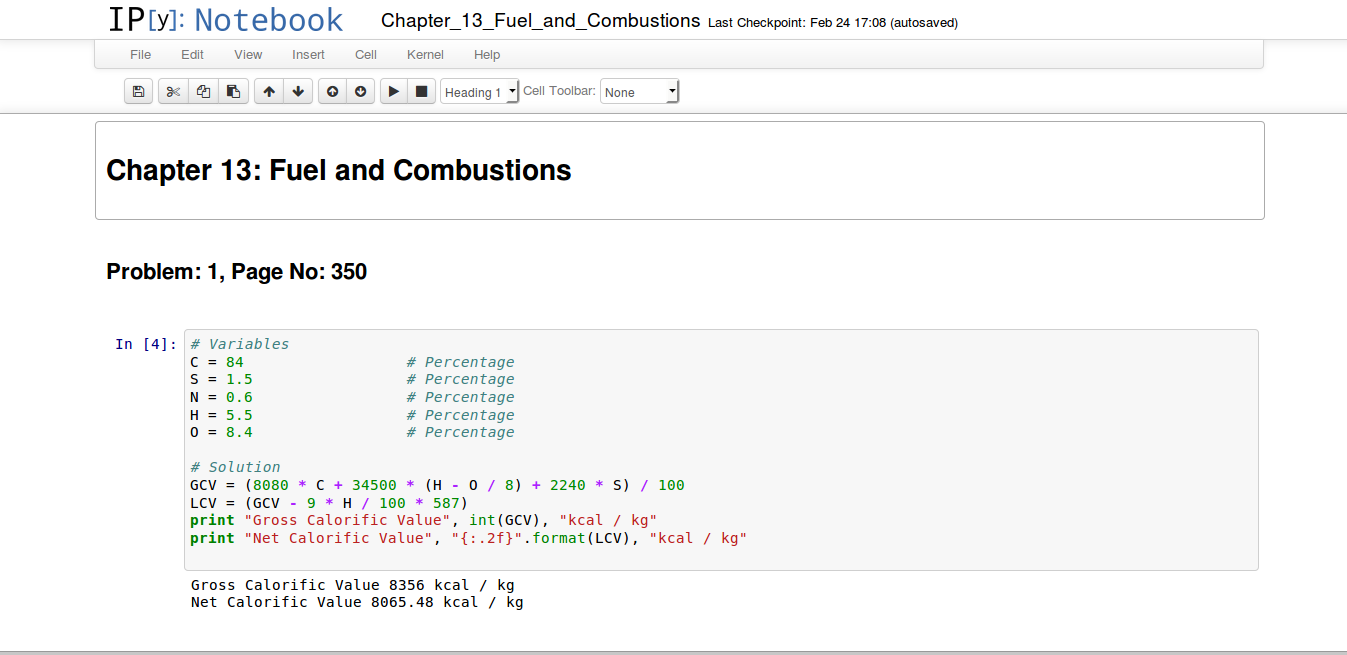 IP[y]: Notebook Chapter_13_Fuel_and_Combustions Last Checkpoint: Feb 24 17:08 (autosaved)
File Edit View Insert Cell Kernel Help
Heading 1 Cell Toolbar: None
Chapter 13: Fuel and Combustions
Problem: 1, Page No: 350
In [4]: # Variables
C = 84 # Percentage
S = 1.5 # Percentage
N = 0.6 # Percentage
H = 5.5 # Percentage
O = 8.4 # Percentage
# Solution
GCV = (8080 * C + 34500 * (H - O / 8) + 2240 * S) / 100
LCV = (GCV - 9 * H / 100 * 587)
print "Gross Calorific Value", int(GCV), "kcal / kg"
print "Net Calorific Value", "{:.2f}".format(LCV), "kcal / kg"
Gross Calorific Value 8356 kcal / kg
Net Calorific Value 8065.48 kcal / kg